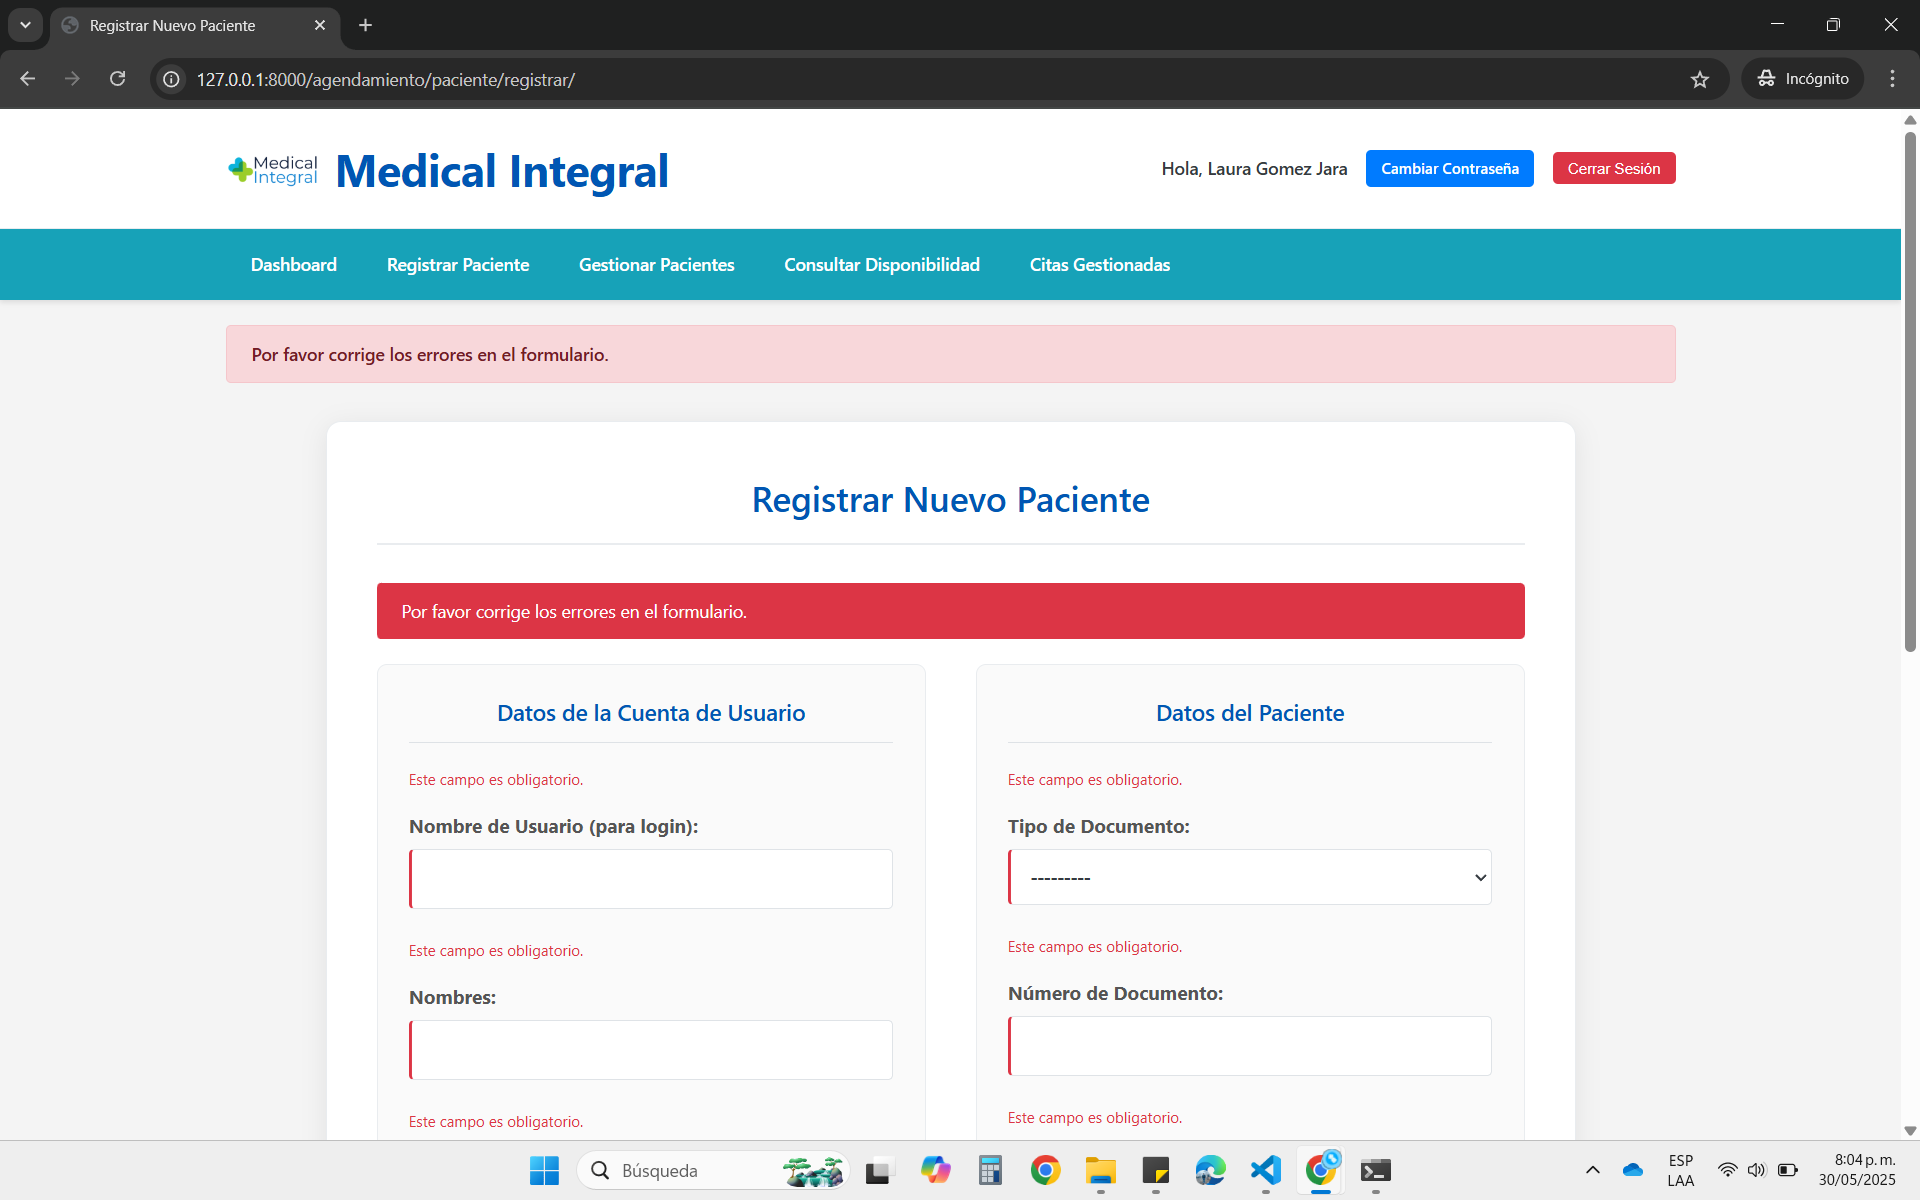 Registrar Nuevo Paciente
127.0.0.1:8000/agendamiento/paciente/registrar/
Incógnito
Medical
Integral
Medical Integral
Hola, Laura Gomez Jara
Cambiar Contraseña
Cerrar Sesión
Dashboard
Registrar Paciente
Gestionar Pacientes
Consultar Disponibilidad
Citas Gestionadas
Por favor corrige los errores en el formulario.
Registrar Nuevo Paciente
Por favor corrige los errores en el formulario.
Datos de la Cuenta de Usuario
Este campo es obligatorio.
Nombre de Usuario (para login):
Este campo es obligatorio.
Nombres:
Este campo es obligatorio.
Datos del Paciente
Este campo es obligatorio.
Tipo de Documento:
---------
Este campo es obligatorio.
Número de Documento:
Este campo es obligatorio.
Búsqueda
ESP
LAA
8:04 p. m.
30/05/2025